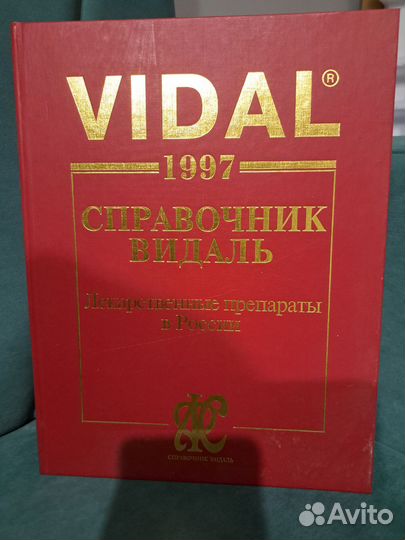 VIDAL®
1997
СПРАВОЧНИК
ВИДАЛЬ
Лекарственные препараты
в России
СПРАВОЧНИК ВИДАЛЬ
Avito